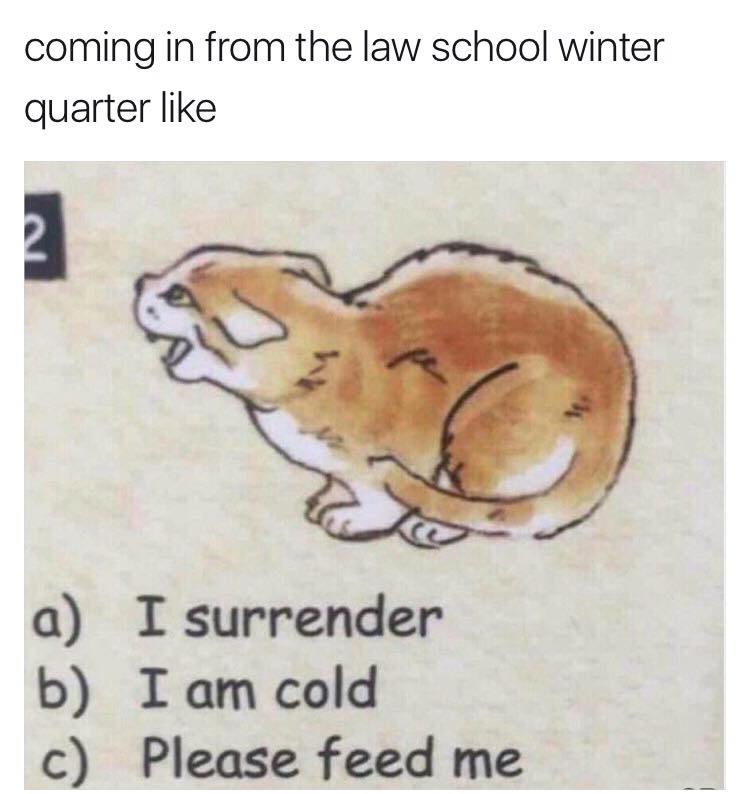 coming in from the law school winter
quarter like
2
a) I surrender
b) I am cold
c) Please feed me